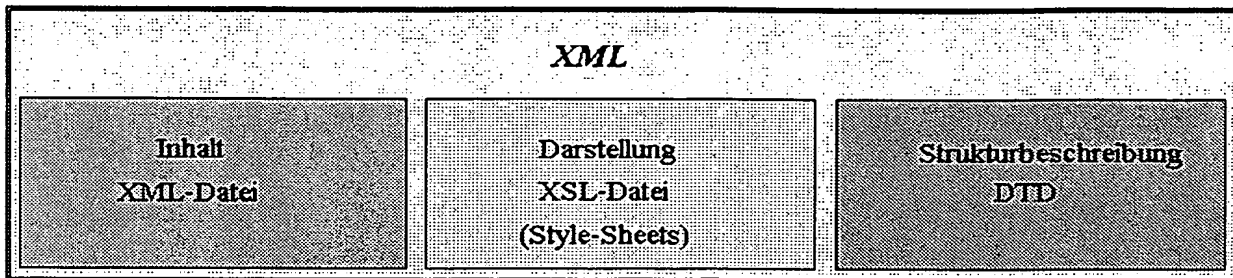 XML
Inhalt
XML-Datei
Darstellung
XSL-Datei
(Style-Sheets)
Strukturbeschreibung
DTD